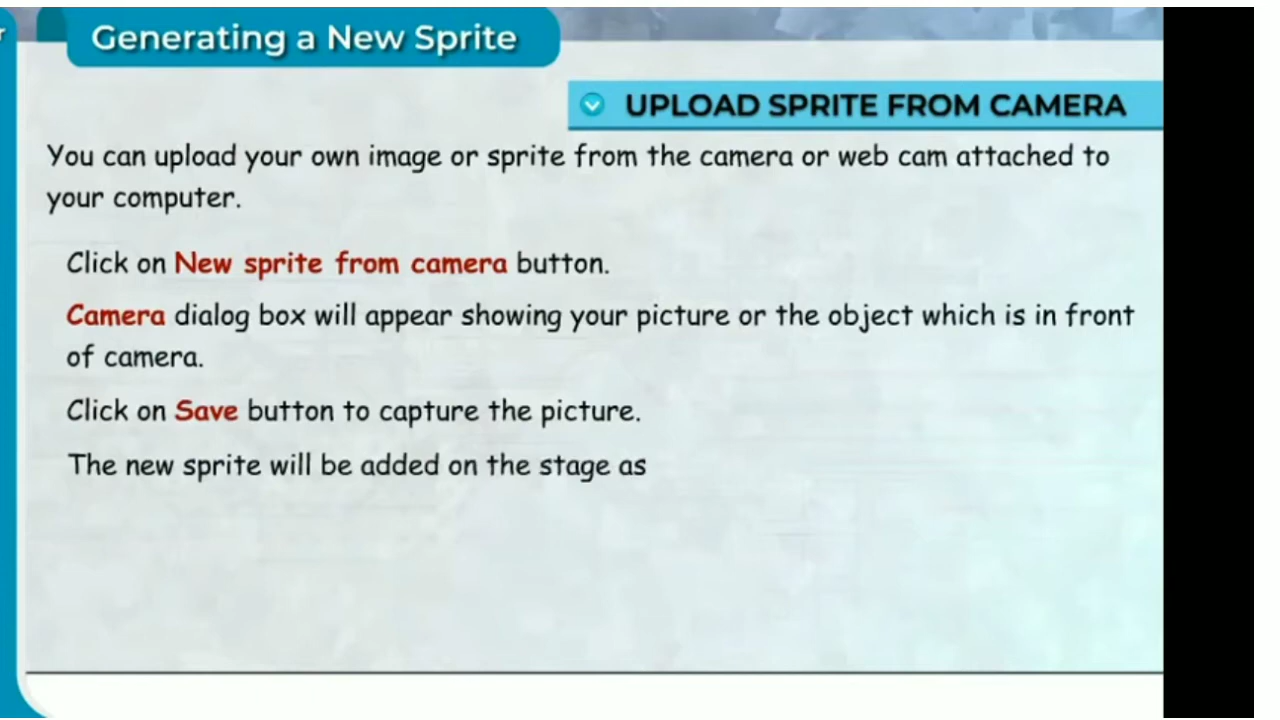 r
Generating a New Sprite
UPLOAD SPRITE FROM CAMERA
You can upload your own image or sprite from the camera or web cam attached to
your computer.
Click on New sprite from camera button.
Camera dialog box will appear showing your picture or the object which is in front
of camera.
Click on Save button to capture the picture.
The new sprite will be added on the stage as